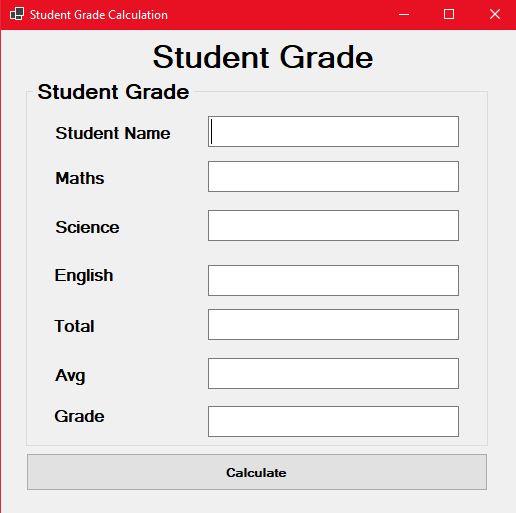 Student Grade Calculation
Student Grade
Student Grade
Student Name
Maths
Science
English
Total
Avg
Grade
Calculate